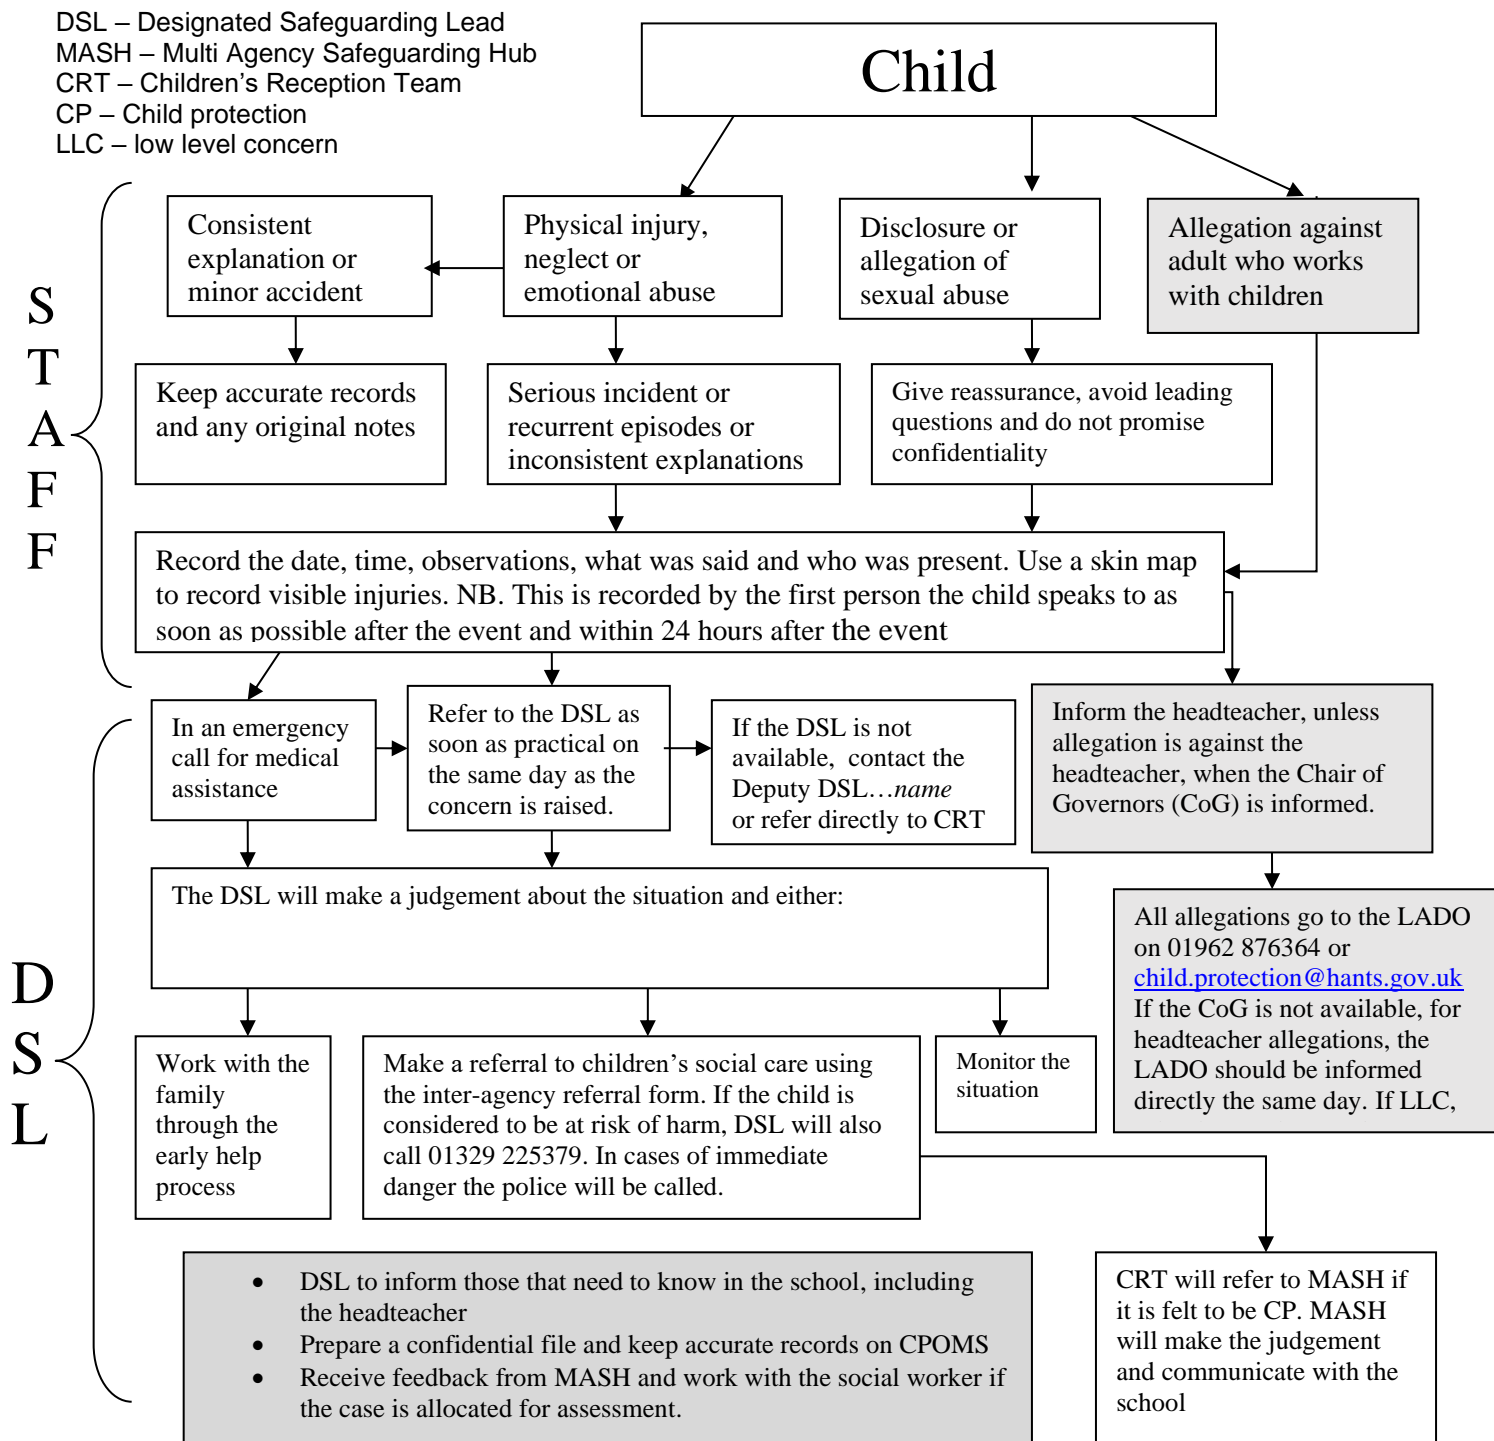 DSL – Designated Safeguarding Lead
MASH – Multi Agency Safeguarding Hub
CRT – Children's Reception Team
CP – Child protection
LLC – low level concern
Child
S
T
A
F
F
Consistent
explanation or
minor accident
Physical injury,
neglect or
emotional abuse
Disclosure or
allegation of
sexual abuse
Allegation against
adult who works
with children
Keep accurate records
and any original notes
Serious incident or
recurrent episodes or
inconsistent explanations
Give reassurance, avoid leading
questions and do not promise
confidentiality
Record the date, time, observations, what was said and who was present. Use a skin map
to record visible injuries. NB. This is recorded by the first person the child speaks to as
soon as possible after the event and within 24 hours after the event
D
S
L
In an emergency
call for medical
assistance
Refer to the DSL as
soon as practical on
the same day as the
concern is raised.
If the DSL is not
available,  contact the
Deputy DSL…name
or refer directly to CRT
Inform the headteacher, unless
allegation is against the
headteacher, when the Chair of
Governors (CoG) is informed.
The DSL will make a judgement about the situation and either:
All allegations go to the LADO
on 01962 876364 or
child.protection@hants.gov.uk
If the CoG is not available, for
headteacher allegations, the
LADO should be informed
directly the same day. If LLC,
Work with the
family
through the
early help
process
Make a referral to children's social care using
the inter-agency referral form. If the child is
considered to be at risk of harm, DSL will also
call 01329 225379. In cases of immediate
danger the police will be called.
Monitor the
situation
• DSL to inform those that need to know in the school, including
the headteacher
• Prepare a confidential file and keep accurate records on CPOMS
• Receive feedback from MASH and work with the social worker if
the case is allocated for assessment.
CRT will refer to MASH if
it is felt to be CP. MASH
will make the judgement
and communicate with the
school